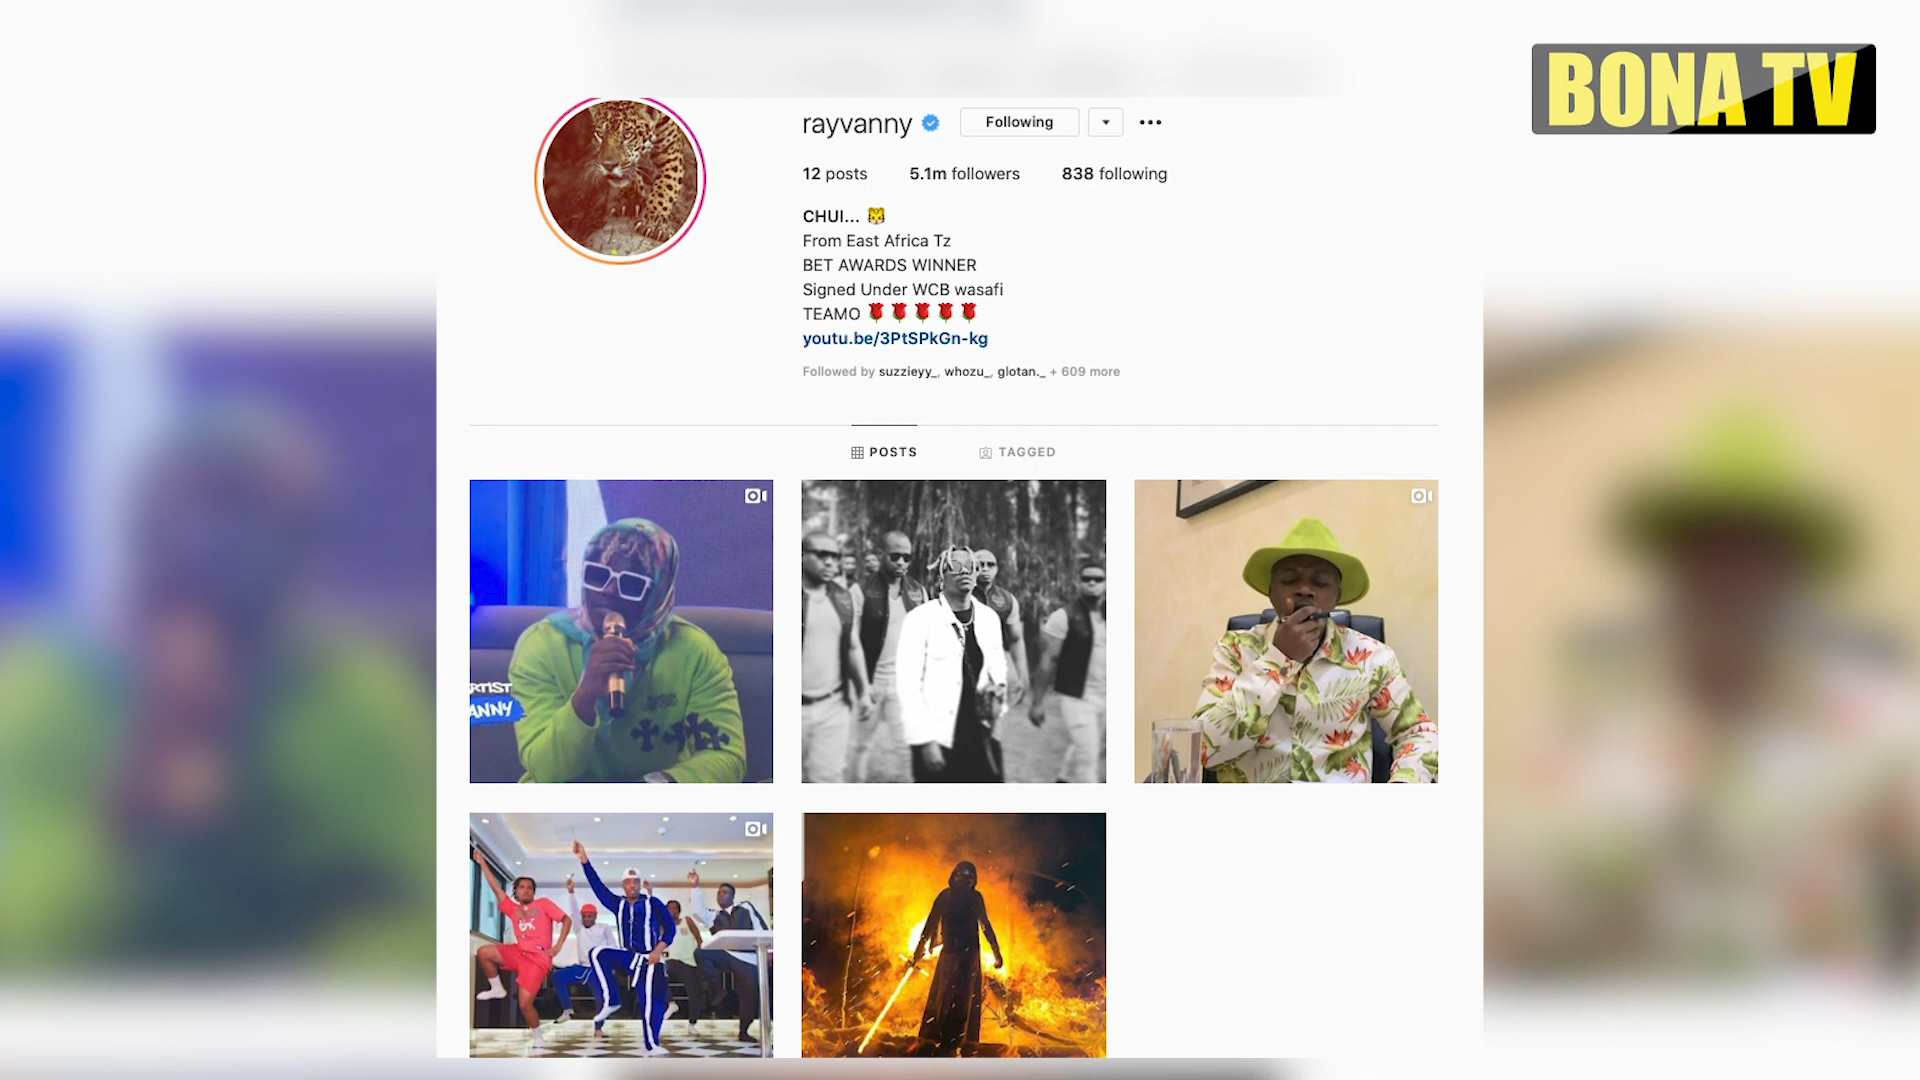 BONA TV
rayvanny
Following
12 posts 5.1m followers 838 following
CHUI... 🐯
From East Africa Tz
BET AWARDS WINNER
Signed Under WCB wasafi
TEAMO 🌹🌹🌹🌹🌹
youtu.be/3PtSPkGn-kg
Followed by suzzieyy_, whozu_, glotan._ + 609 more
POSTS TAGGED
RTIST
ANNY